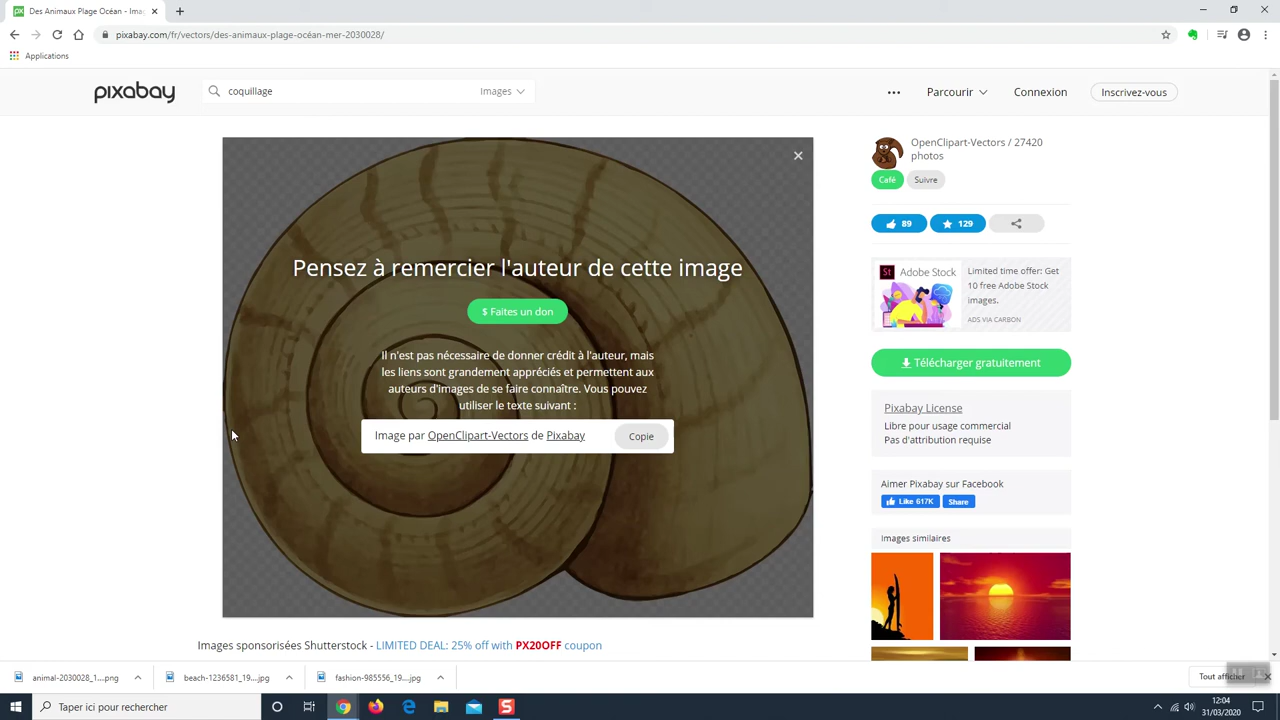 Des Animaux Plage Océan - Ima
pixabay.com/fr/vectors/des-animaux-plage-océan-mer-2030028/
Applications
pixabay
coquillage
Images
Parcourir
Connexion
Inscrivez-vous
OpenClipart-Vectors / 27420
photos
Café
Suivre
89
129
Pensez à remercier l'auteur de cette image
$ Faites un don
Il n'est pas nécessaire de donner crédit à l'auteur, mais
les liens sont grandement appréciés et permettent aux
auteurs d'images de se faire connaître. Vous pouvez
utiliser le texte suivant :
Image par OpenClipart-Vectors de Pixabay
Copie
St Adobe Stock
Limited time offer: Get
10 free Adobe Stock
images.
ADS VIA CARBON
Télécharger gratuitement
Pixabay License
Libre pour usage commercial
Pas d'attribution requise
Aimer Pixabay sur Facebook
Like 617K
Share
Images similaires
Images sponsorisées Shutterstock - LIMITED DEAL: 25% off with PX20OFF coupon
animal-2030028_1....png
beach-1236581_19...jpg
fashion-985556_19...jpg
Tout afficher
Taper ici pour rechercher
12:04
31/03/2020